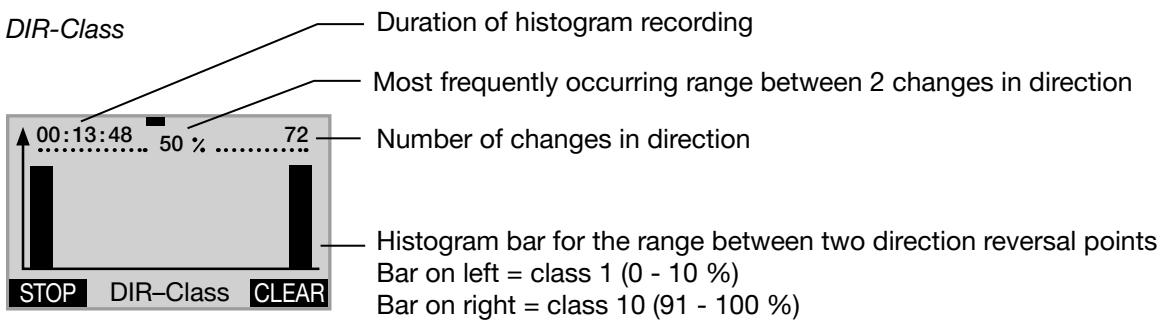 DIR-Class
Duration of histogram recording
Most frequently occurring range between 2 changes in direction
00:13:48
50 %
72
Number of changes in direction
Histogram bar for the range between two direction reversal points
Bar on left = class 1 (0 - 10 %)
Bar on right = class 10 (91 - 100 %)
STOP DIR–Class CLEAR